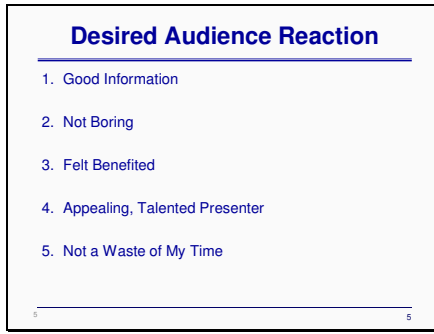 Desired Audience Reaction
1. Good Information
2. Not Boring
3. Felt Benefited
4. Appealing, Talented Presenter
5. Not a Waste of My Time
5
5